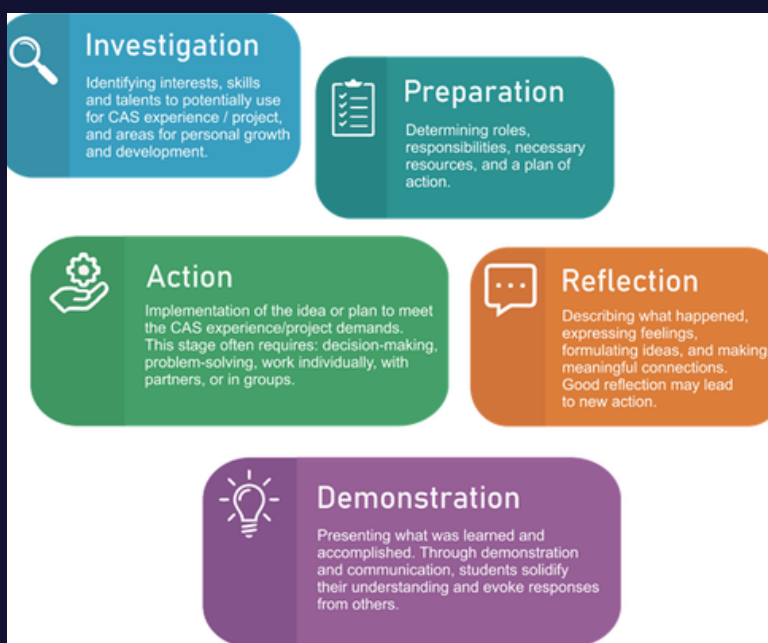 Investigation
Identifying interests, skills
and talents to potentially use
for CAS experience / project,
and areas for personal growth
and development.
Preparation
Determining roles,
responsibilities, necessary
resources, and a plan of
action.
Action
Implementation of the idea or plan to meet
the CAS experience/project demands.
This stage often requires: decision-making,
problem-solving, work individually, with
partners, or in groups.
Reflection
Describing what happened,
expressing feelings,
formulating ideas, and making
meaningful connections.
Good reflection may lead
to new action.
Demonstration
Presenting what was learned and
accomplished. Through demonstration
and communication, students solidify
their understanding and evoke responses
from others.